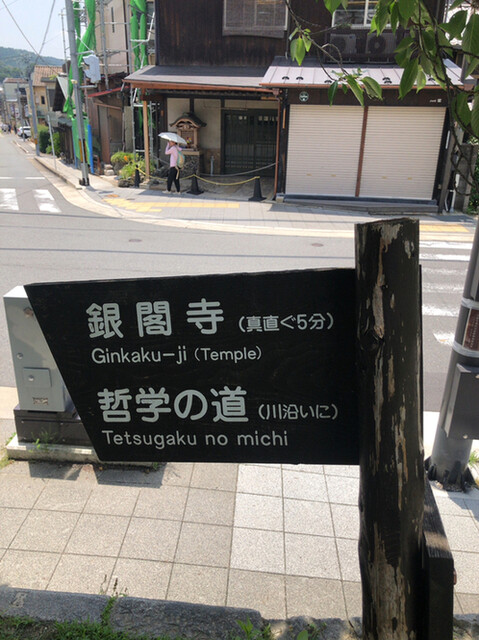 銀閣寺（真直ぐ5分）
Ginkaku-ji (Temple)
哲学の道（川沿いに）
Tetsugaku no michi